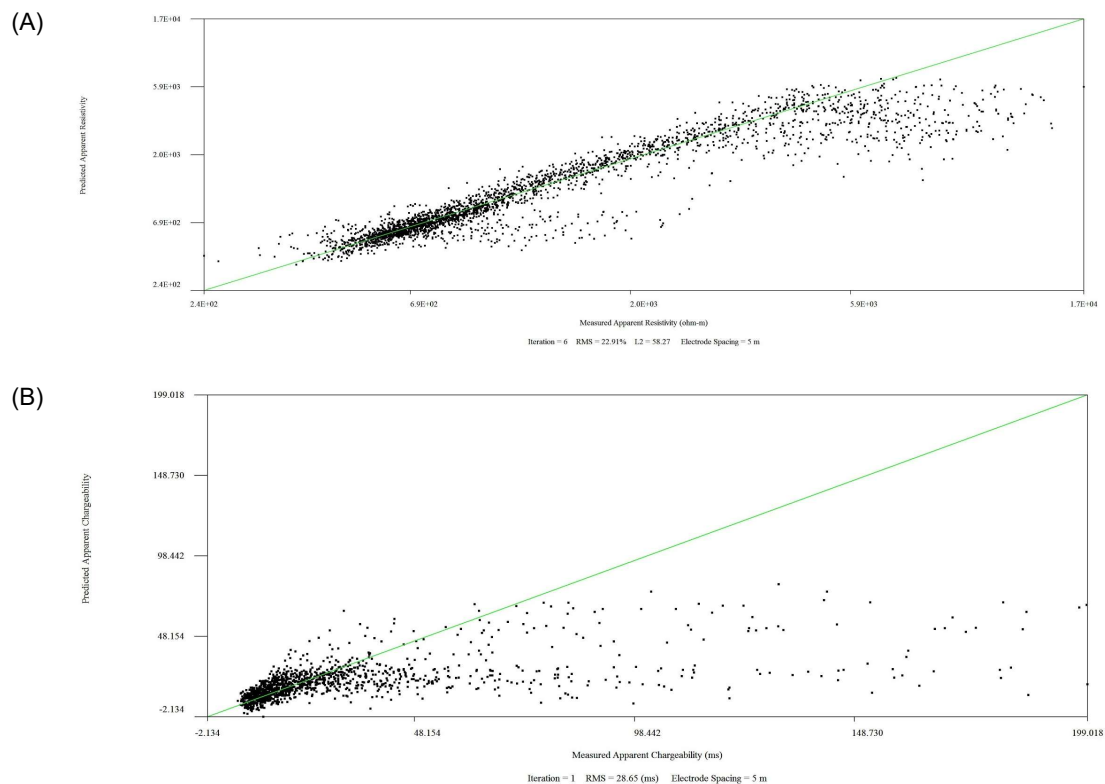 (A)
1.7E+04
5.9E+03
2.0E+03
6.9E+02
2.4E+02
Predicted Apparent Resistivity
2.4E+02 6.9E+02 2.0E+03 5.9E+03 1.7E+04
Measured Apparent Resistivity (ohm-m)
Iteration = 6 RMS = 22.91% L2 = 58.27 Electrode Spacing = 5 m
(B)
199.018
148.730
98.442
48.154
-2.134
Predicted Apparent Chargeability
-2.134 48.154 98.442 148.730 199.018
Measured Apparent Chargeability (ms)
Iteration = 1 RMS = 28.65 (ms) Electrode Spacing = 5 m